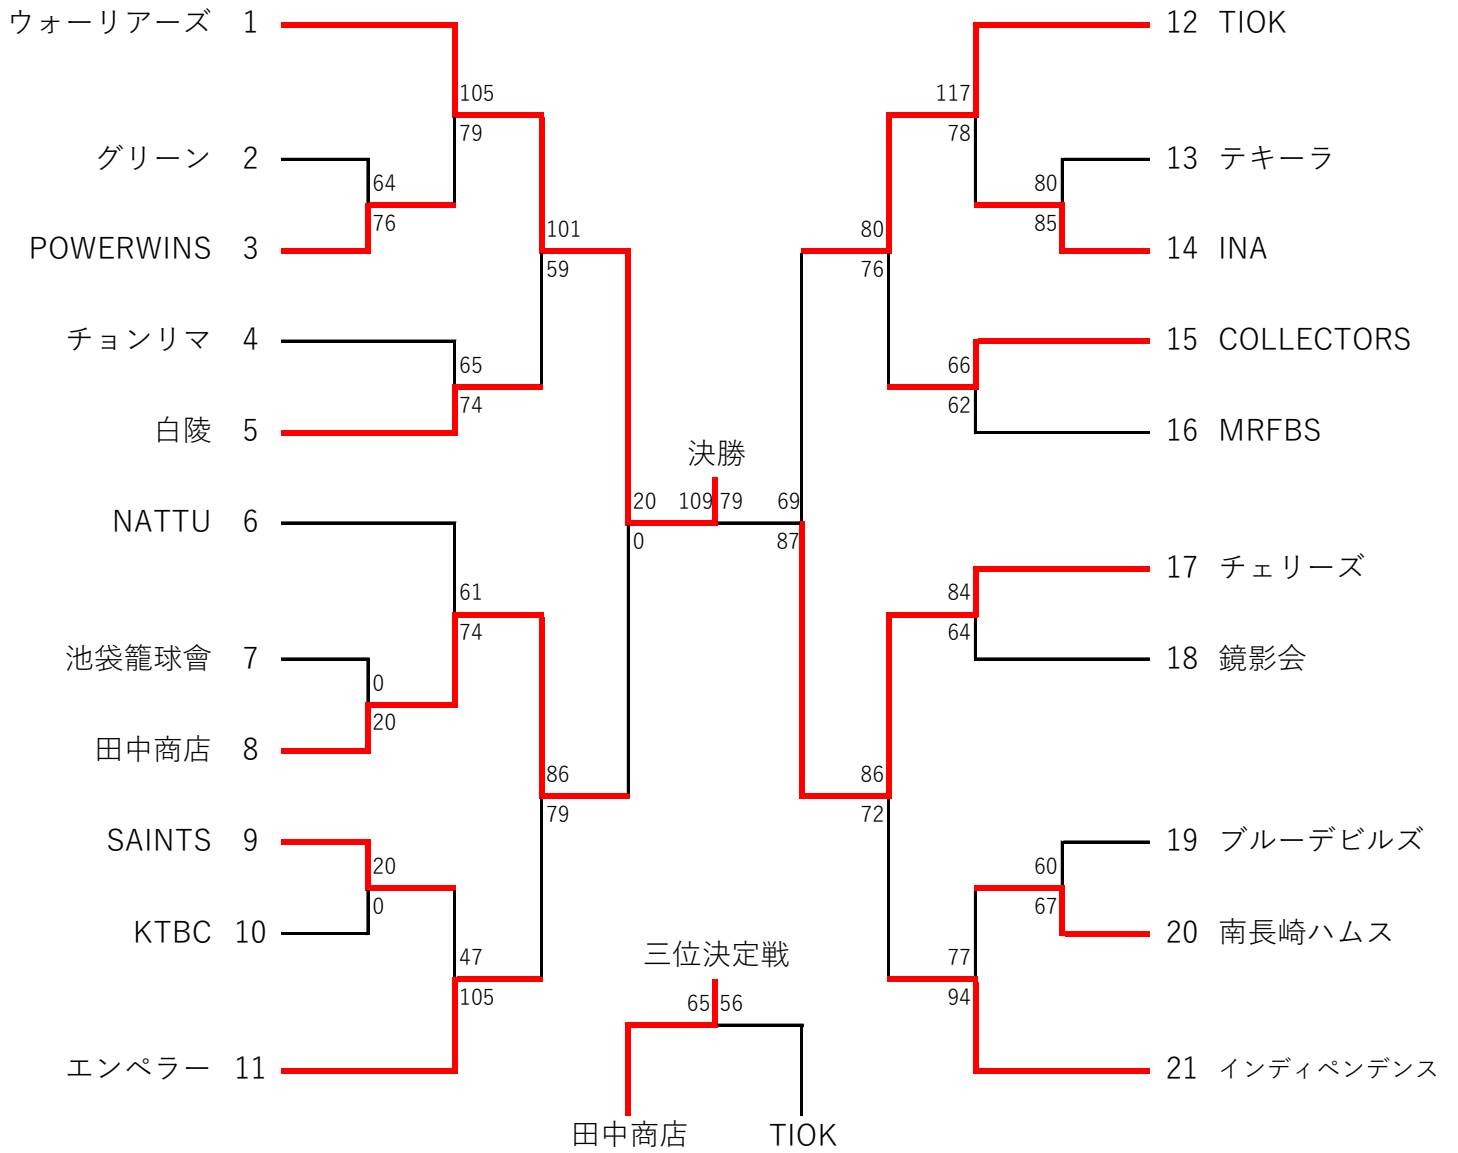 ウォーリアーズ 1
105
79
グリーン 2
64
76
POWERWINS 3
101
59
チョンリマ 4
65
74
白陵 5
NATTU 6
61
74
池袋籠球會 7
0
20
田中商店 8
86
79
SAINTS 9
20
0
KTBC 10
47
105
エンペラー 11
20
0
決勝
109 79
69
87
三位決定戦
65 56
田中商店 TIOK
12 TIOK
117
78
13 テキーラ
80
85
14 INA
80
76
15 COLLECTORS
66
62
16 MRFBS
17 チェリーズ
84
64
18 鏡影会
86
72
19 ブルーデビルズ
60
67
20 南長崎ハムス
77
94
21 インディペンデンス